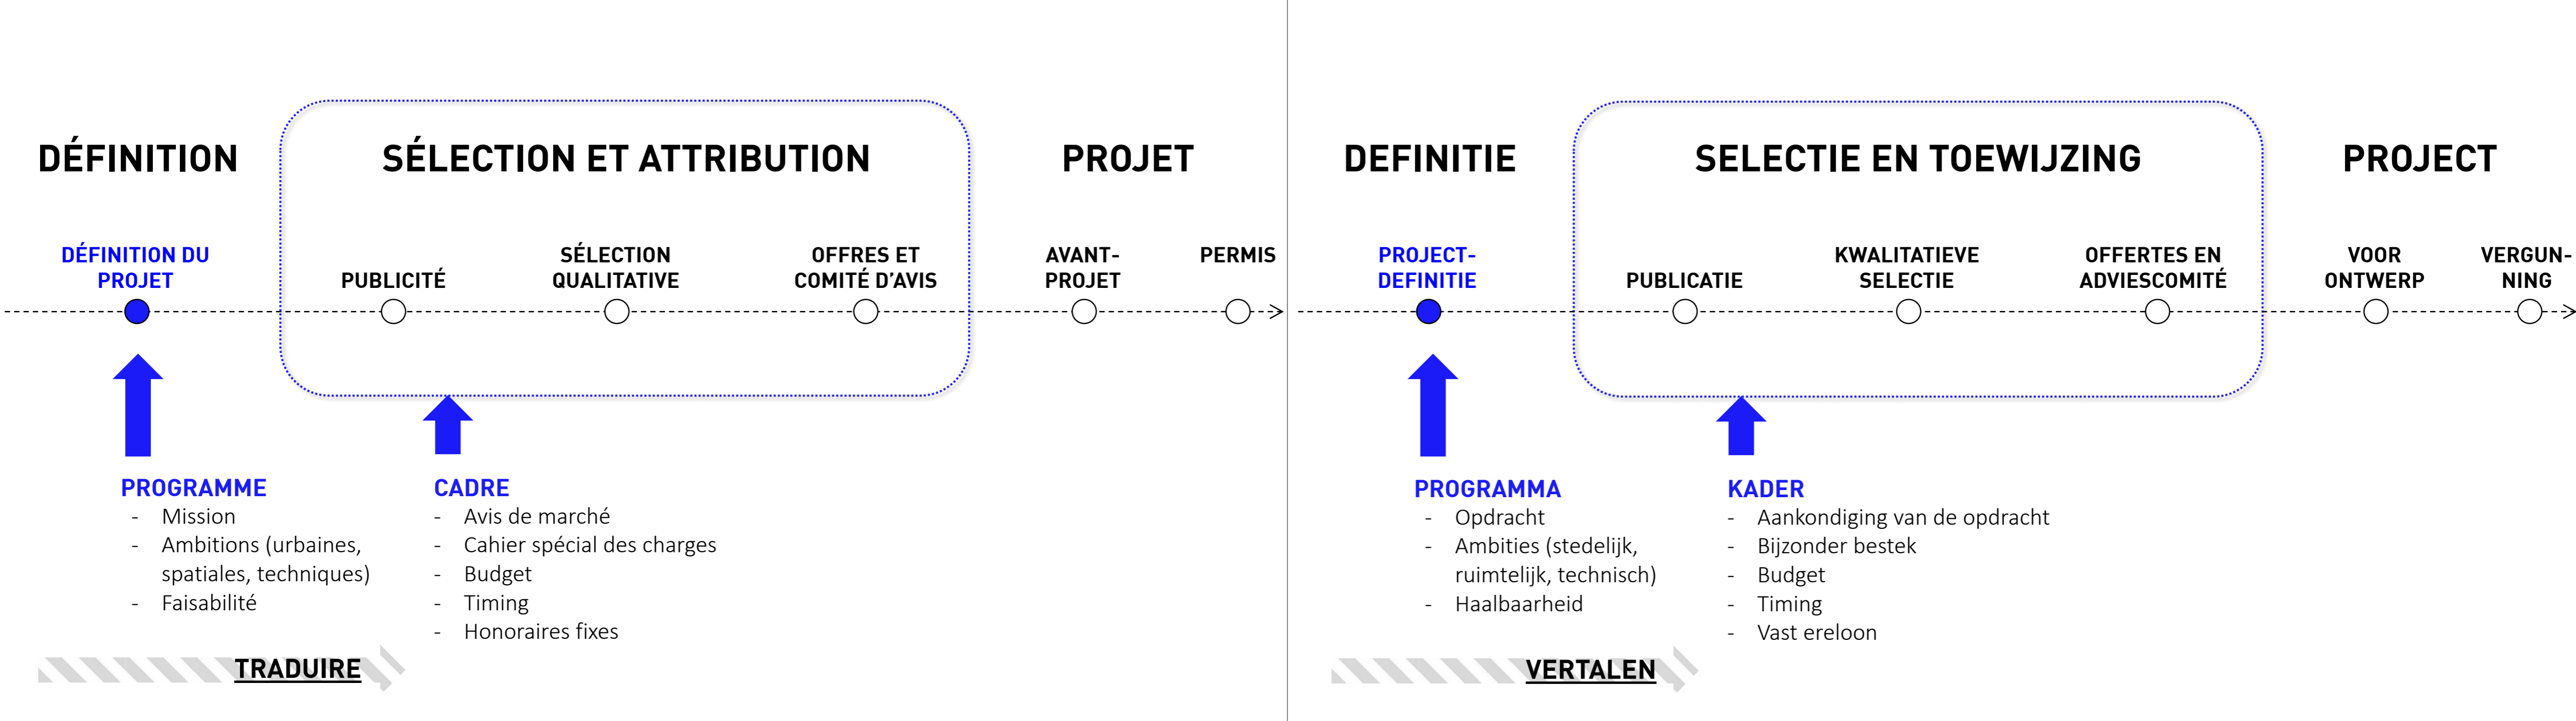 DÉFINITION
SÉLECTION ET ATTRIBUTION
PROJET
DÉFINITION DU
PROJET
PUBLICITÉ
SÉLECTION
QUALITATIVE
OFFRES ET
COMITÉ D'AVIS
AVANT-
PROJET
PERMIS
PROGRAMME
- Mission
- Ambitions (urbaines,
spatiales, techniques)
- Faisabilité
CADRE
- Avis de marché
- Cahier spécial des charges
- Budget
- Timing
- Honoraires fixes
TRADUIRE
DEFINITIE
SELECTIE EN TOEWIJZING
PROJECT
PROJECT-
DEFINITIE
PUBLICATIE
KWALITATIEVE
SELECTIE
OFFERTES EN
ADVIESCOMITÉ
VOOR
ONTWERP
VERGUN-
NING
PROGRAMMA
- Opdracht
- Ambities (stedelijk,
ruimtelijk, technisch)
- Haalbaarheid
KADER
- Aankondiging van de opdracht
- Bijzonder bestek
- Budget
- Timing
- Vast ereloon
VERTALEN